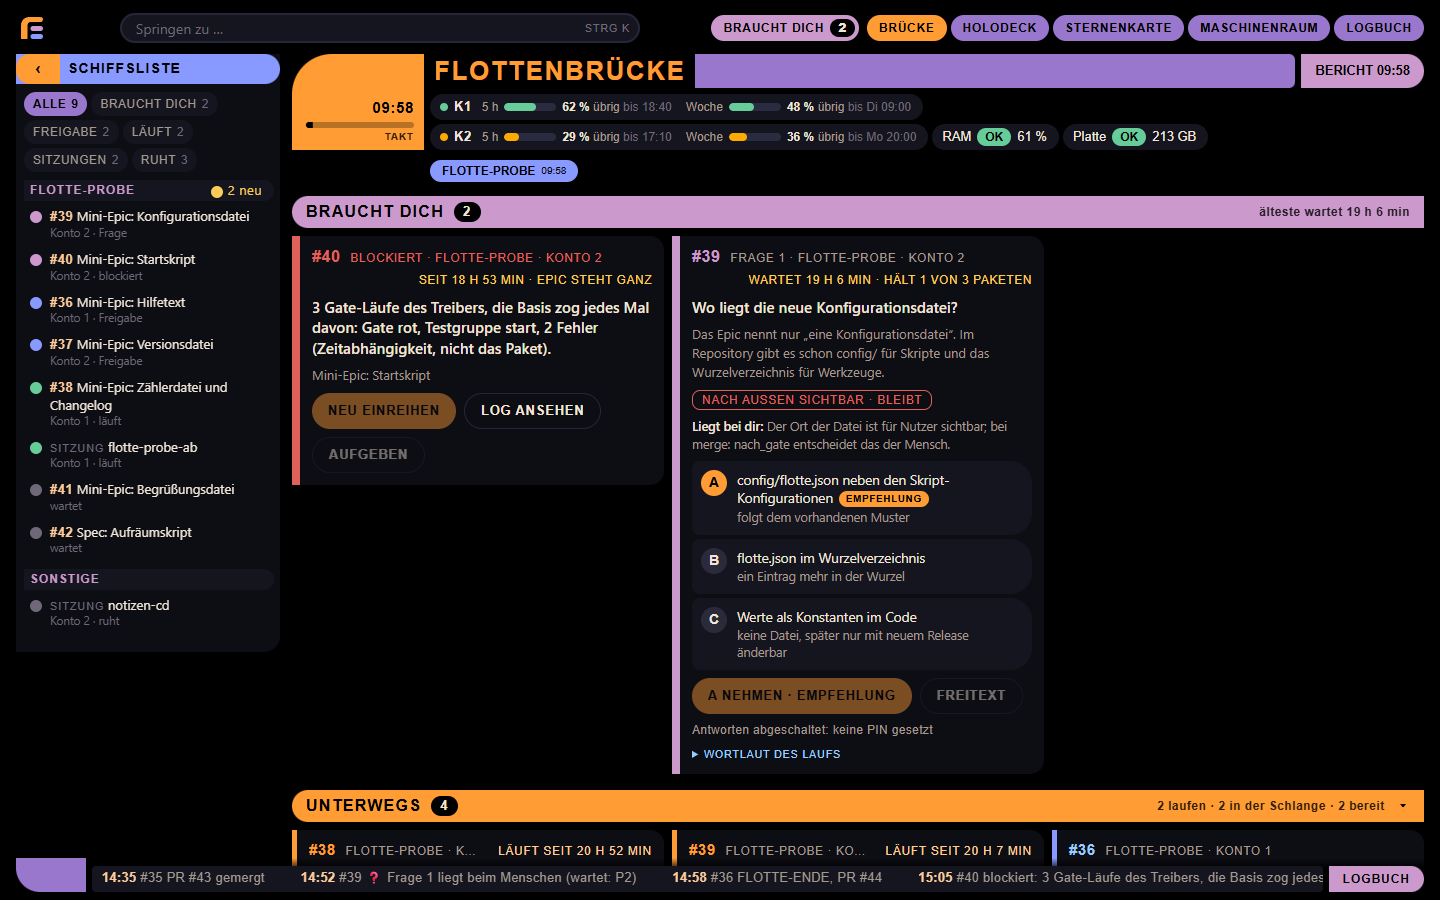 Springen zu ... STRG K
BRAUCHT DICH 2
BRÜCKE
HOLODECK
STERNENKARTE
MASCHINENRAUM
LOGBUCH
‹ SCHIFFSLISTE
ALLE 9 BRAUCHT DICH 2
FREIGABE 2 LÄUFT 2
SITZUNGEN 2 RUHT 3
FLOTTE-PROBE 2 neu
#39 Mini-Epic: Konfigurationsdatei
Konto 2 · Frage
#40 Mini-Epic: Startskript
Konto 2 · blockiert
#36 Mini-Epic: Hilfetext
Konto 1 · Freigabe
#37 Mini-Epic: Versionsdatei
Konto 2 · Freigabe
#38 Mini-Epic: Zählerdatei und
Changelog
Konto 1 · läuft
SITZUNG flotte-probe-ab
Konto 1 · läuft
#41 Mini-Epic: Begrüßungsdatei
wartet
#42 Spec: Aufräumskript
wartet
SONSTIGE
SITZUNG notizen-cd
Konto 2 · ruht
09:58
TAKT
FLOTTENBRÜCKE
BERICHT 09:58
K1 5 h 62 % übrig bis 18:40 Woche 48 % übrig bis Di 09:00
K2 5 h 29 % übrig bis 17:10 Woche 36 % übrig bis Mo 20:00
RAM OK 61 %
Platte OK 213 GB
FLOTTE-PROBE 09:58
BRAUCHT DICH 2 älteste wartet 19 h 6 min
#40 BLOCKIERT · FLOTTE-PROBE · KONTO 2
SEIT 18 H 53 MIN · EPIC STEHT GANZ
3 Gate-Läufe des Treibers, die Basis zog jedes Mal
davon: Gate rot, Testgruppe start, 2 Fehler
(Zeitabhängigkeit, nicht das Paket).
Mini-Epic: Startskript
NEU EINREIHEN LOG ANSEHEN
AUFGEBEN
#39 FRAGE 1 · FLOTTE-PROBE · KONTO 2
WARTET 19 H 6 MIN · HÄLT 1 VON 3 PAKETEN
Wo liegt die neue Konfigurationsdatei?
Das Epic nennt nur „eine Konfigurationsdatei“. Im
Repository gibt es schon config/ für Skripte und das
Wurzelverzeichnis für Werkzeuge.
NACH AUSSEN SICHTBAR · BLEIBT
Liegt bei dir: Der Ort der Datei ist für Nutzer sichtbar; bei
merge: nach_gate entscheidet das der Mensch.
A config/flotte.json neben den Skript-
Konfigurationen EMPFEHLUNG
folgt dem vorhandenen Muster
B flotte.json im Wurzelverzeichnis
ein Eintrag mehr in der Wurzel
C Werte als Konstanten im Code
keine Datei, später nur mit neuem Release
änderbar
A NEHMEN · EMPFEHLUNG FREITEXT
Antworten abgeschaltet: keine PIN gesetzt
▸ WORTLAUT DES LAUFS
UNTERWEGS 4 2 laufen · 2 in der Schlange · 2 bereit
#38 FLOTTE-PROBE · K... LÄUFT SEIT 20 H 52 MIN
#39 FLOTTE-PROBE · KO... LÄUFT SEIT 20 H 7 MIN
#36 FLOTTE-PROBE · KONTO 1
14:35 #35 PR #43 gemergt 14:52 #39 ❓ Frage 1 liegt beim Menschen (wartet: P2) 14:58 #36 FLOTTE-ENDE, PR #44 15:05 #40 blockiert: 3 Gate-Läufe des Treibers, die Basis zog jedes
LOGBUCH